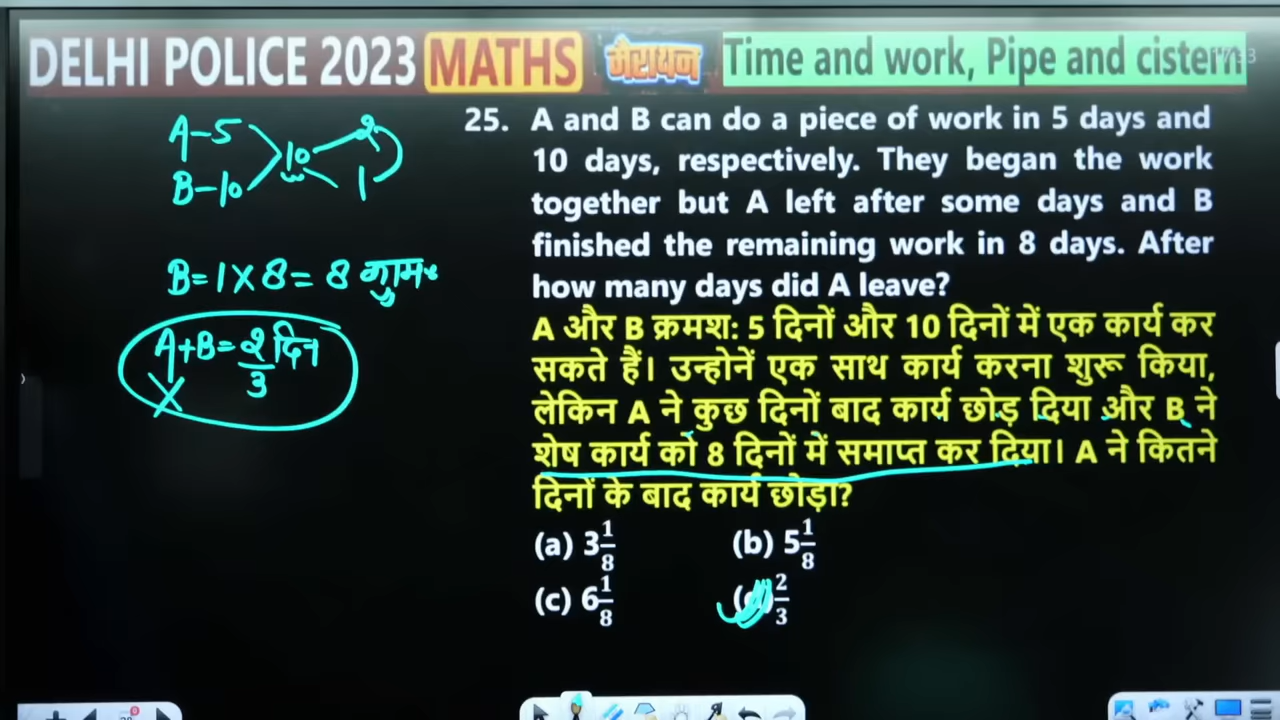 DELHI POLICE 2023 MATHS मैराथन Time and work, Pipe and cistern
A-5
B-10
10
2
1
B=1×8=8 काम
A+B=2/3 दिन
X
25. A and B can do a piece of work in 5 days and
10 days, respectively. They began the work
together but A left after some days and B
finished the remaining work in 8 days. After
how many days did A leave?
A और B क्रमश: 5 दिनों और 10 दिनों में एक कार्य कर
सकते हैं। उन्होनें एक साथ कार्य करना शुरू किया,
लेकिन A ने कुछ दिनों बाद कार्य छोड़ दिया और B ने
शेष कार्य को 8 दिनों में समाप्त कर दिया। A ने कितने
दिनों के बाद कार्य छोड़ा?
(a) 3 1/8 (b) 5 1/8
(c) 6 1/8 2/3